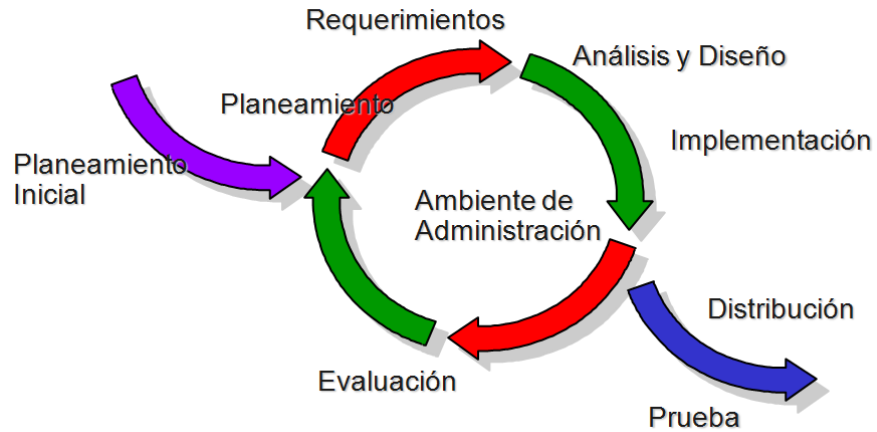 Requerimientos
Análisis y Diseño
Planeamiento
Implementación
Planeamiento
Inicial
Ambiente de
Administración
Distribución
Evaluación
Prueba